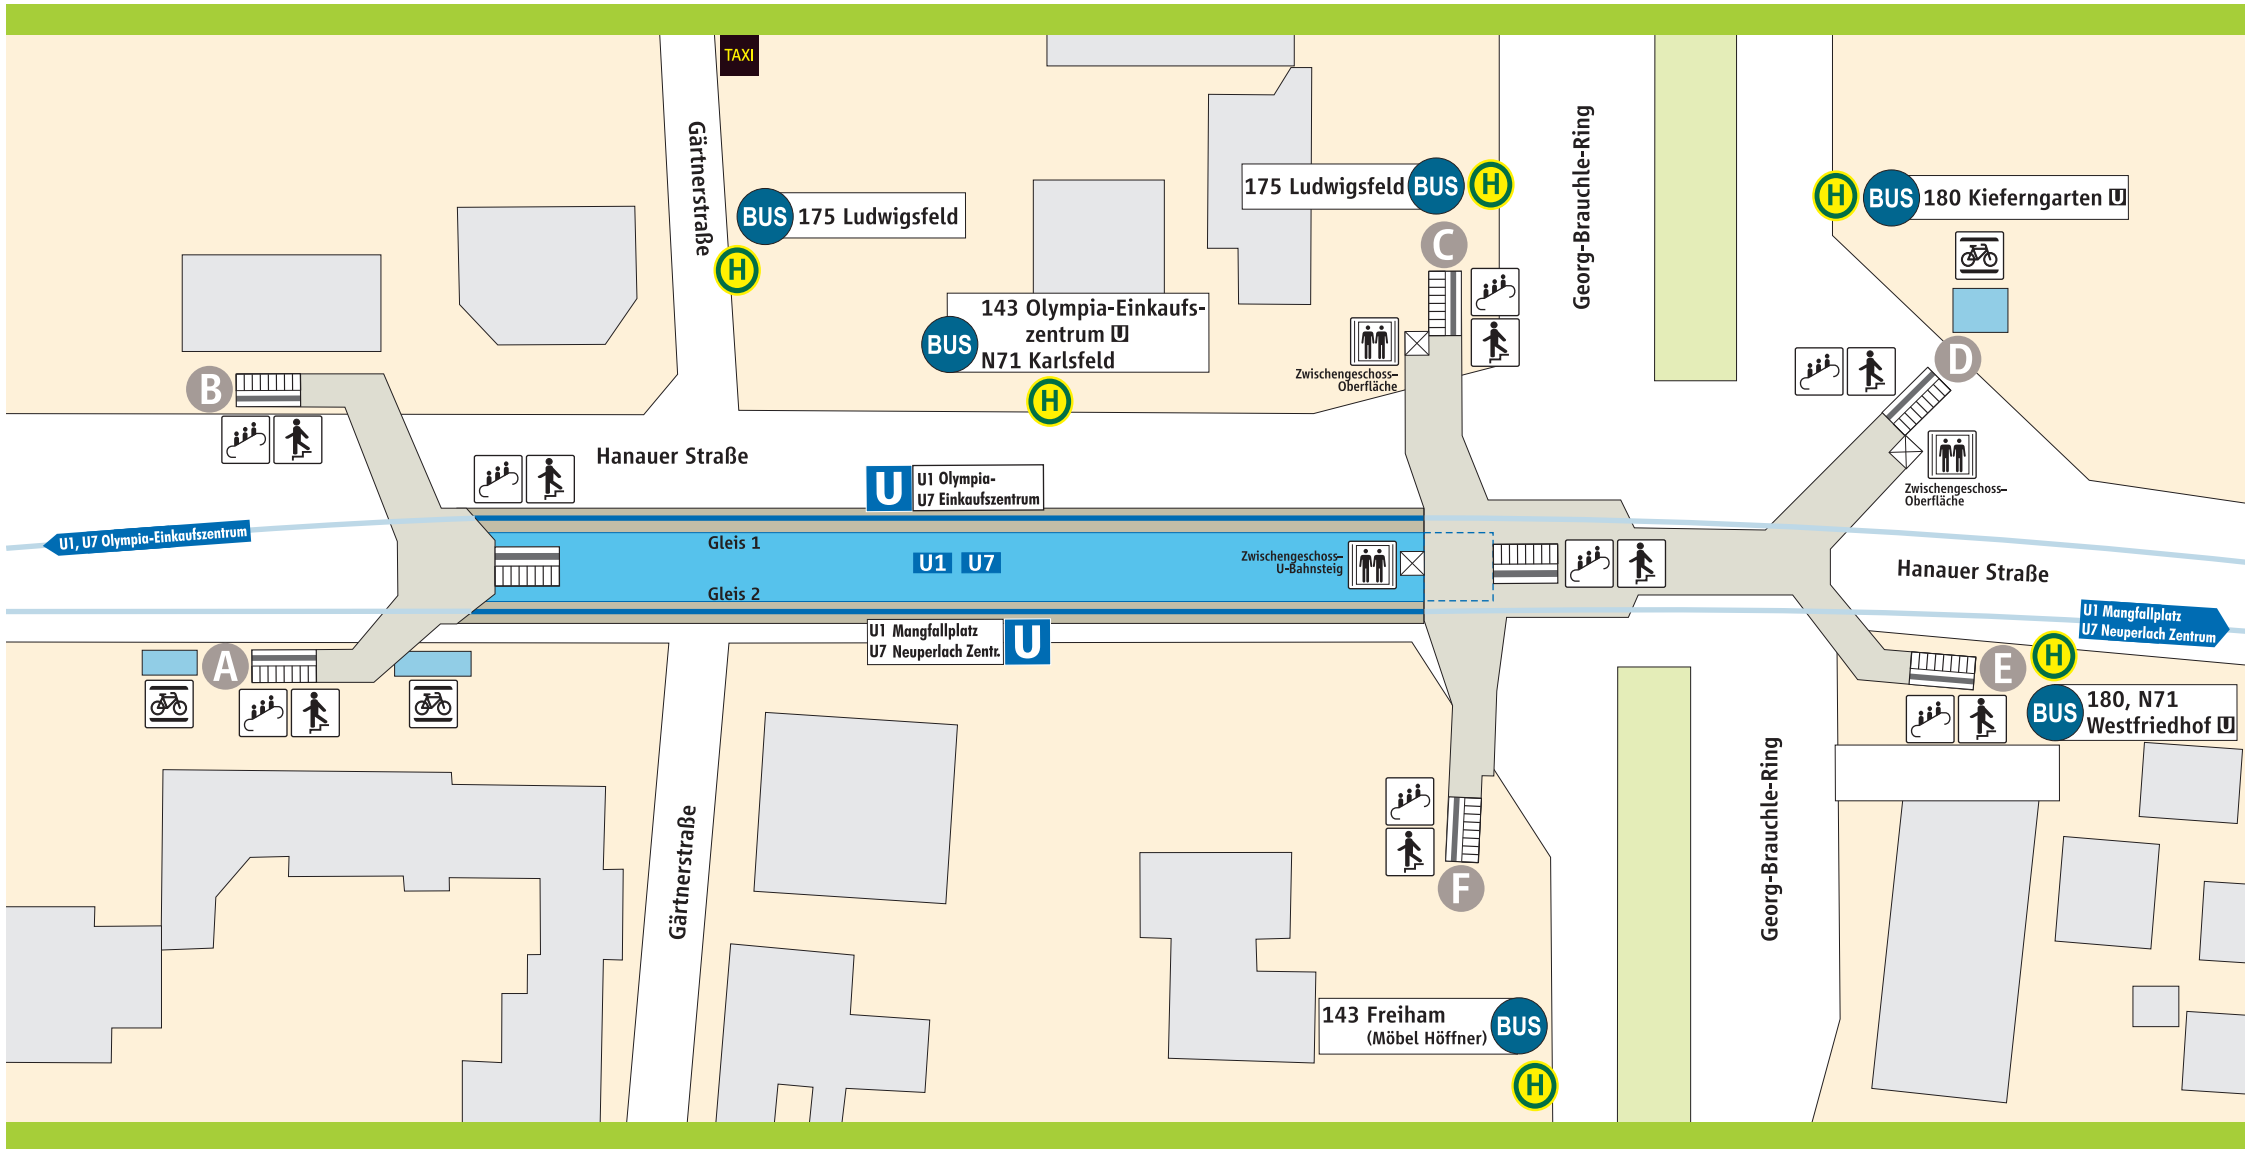 TAXI
Gärtnerstraße
BUS 175 Ludwigsfeld
H
175 Ludwigsfeld BUS
H
C
Georg-Brauchle-Ring
H
BUS 180 Kieferngarten U
143 Olympia-Einkaufs-
zentrum U
BUS
N71 Karlsfeld
H
Zwischengeschoss–
Oberfläche
D
B
Hanauer Straße
U
U1 Olympia-
U7 Einkaufszentrum
Zwischengeschoss–
Oberfläche
U1, U7 Olympia-Einkaufszentrum
Gleis 1
U1 U7
Gleis 2
Zwischengeschoss–
U-Bahnsteig
Hanauer Straße
U1 Mangfallplatz
U7 Neuperlach Zentrum
U1 Mangfallplatz
U7 Neuperlach Zentr.
U
A
E
H
BUS
180, N71
Westfriedhof U
Gärtnerstraße
Georg-Brauchle-Ring
F
143 Freiham
(Möbel Höffner)
BUS
H